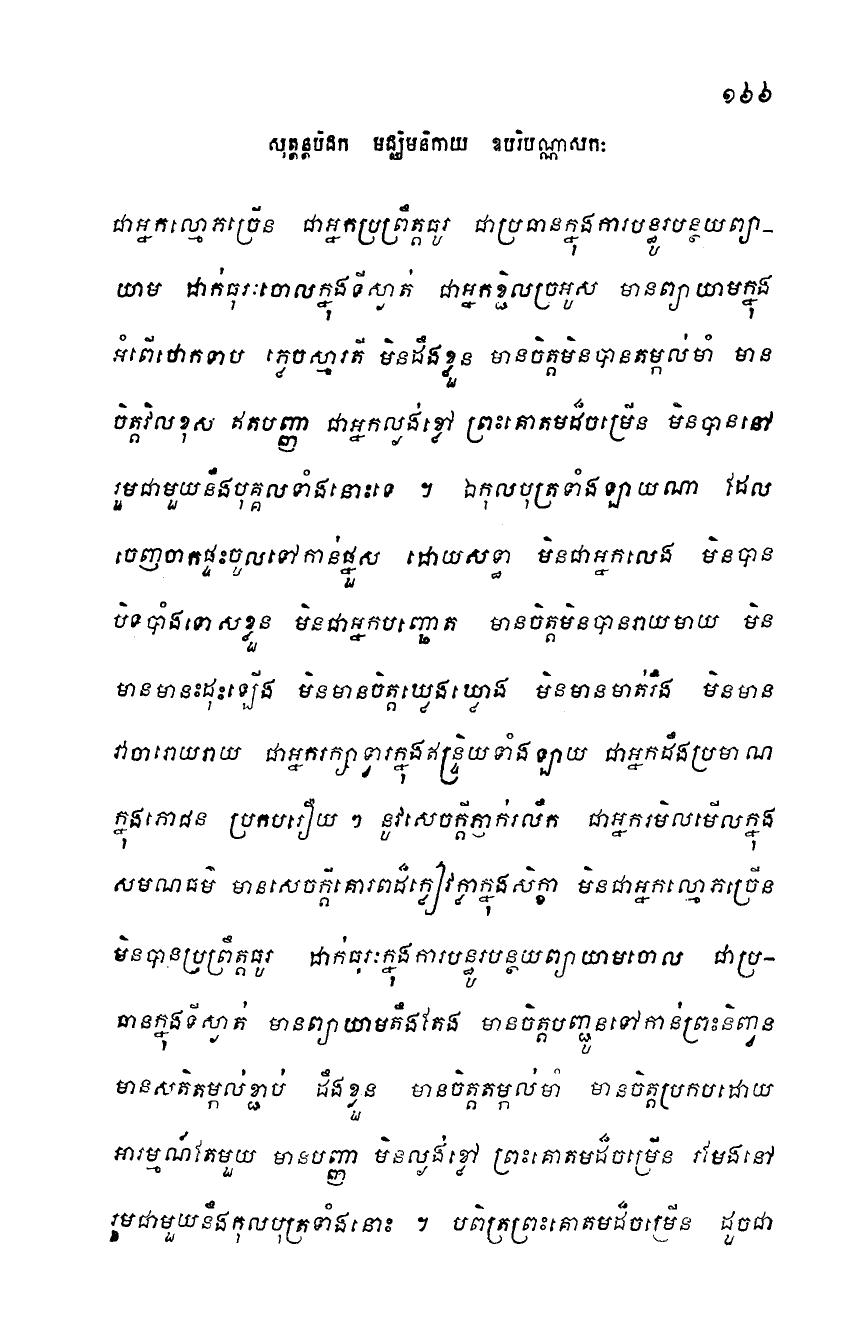 ១៦៦
សុត្តន្តបិដក មជ្ឈិមនិកាយ ឧបរិបណ្ណាសកៈ
ជាអ្នកល្មោភច្រើន ជាអ្នកប្រព្រឹត្តធូរ ជាប្រធានក្នុងការបន្ធូរបន្ថយព្យា-
យាម ដាក់ធុរៈចោលក្នុងទីស្ងាត់ ជាអ្នកខ្ជិលច្រអូស មានព្យាយាមក្នុង
អំពើថោកទាប ភ្លេចស្មារតី មិនដឹងខ្លួន មានចិត្តមិនបានតម្កល់មាំ មាន
ចិត្តវិលខុស ឥតបញ្ញា ជាអ្នកល្ងង់ខ្លៅ ព្រះគោតមដ៏ចម្រើន មិនបាននៅ
រួមជាមួយនឹងបុគ្គលទាំងនោះទេ ។ ឯកុលបុត្រទាំងឡាយណា ដែល
ចេញចាកផ្ទះចូលទៅកាន់ផ្នួស ដោយសទ្ធា មិនជាអ្នកលេង មិនបាន
បិទបាំងទោសខ្លួន មិនជាអ្នកបញ្ឆោត មានចិត្តមិនបានរាយមាយ មិន
មានមានះដុះឡើង មិនមានចិត្តឃ្លេងឃ្លោង មិនមានមាត់រឹង មិនមាន
វាចារោយរាយ ជាអ្នករក្សាទ្វារក្នុងឥន្ទ្រិយទាំងឡាយ ជាអ្នកដឹងប្រមាណ
ក្នុងភោជន ប្រកបរឿយ ៗ នូវសេចក្តីភ្ញាក់រលឹក ជាអ្នករមិលមើលក្នុង
សមណធម៌ មានសេចក្តីគោរពដ៏ក្លៀវក្លាក្នុងសិក្ខា មិនជាអ្នកល្មោភច្រើន
មិនបានប្រព្រឹត្តធូរ ដាក់ធុរៈក្នុងការបន្ធូរបន្ថយព្យាយាមចោល ជាប្រ-
ធានក្នុងទីស្ងាត់ មានព្យាយាមតឹងតែង មានចិត្តបញ្ជូនទៅកាន់ព្រះនិព្វាន
មានសតិតម្កល់ខ្ជាប់ ដឹងខ្លួន មានចិត្តតម្កល់មាំ មានចិត្តប្រកបដោយ
អារម្មណ៍តែមួយ មានបញ្ញា មិនល្ងង់ខ្លៅ ព្រះគោតមដ៏ចម្រើន រមែងនៅ
រួមជាមួយនឹងកុលបុត្រទាំងនោះ ។ បពិត្រព្រះគោតមដ៏ចម្រើន ដូចជា